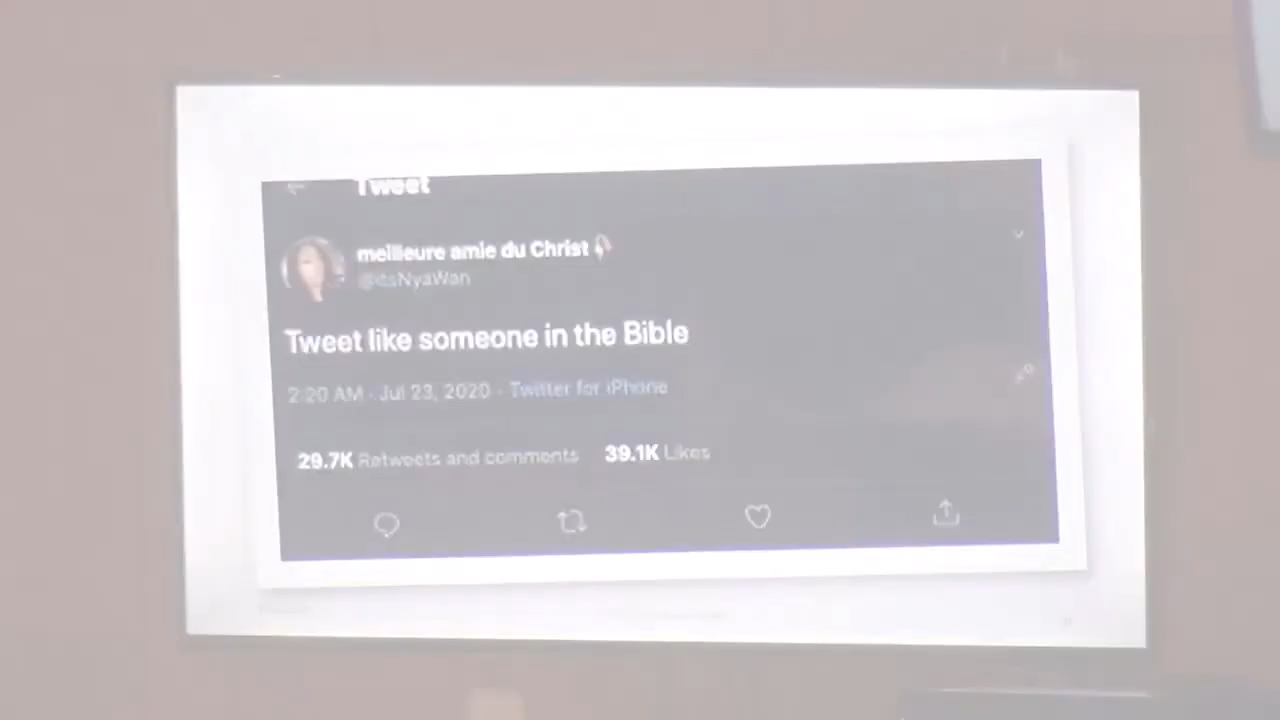 Tweet
meilleure amie du Christ
@itsNyaWan
Tweet like someone in the Bible
2:20 AM · Jul 23, 2020 · Twitter for iPhone
29.7K Retweets and comments 39.1K Likes